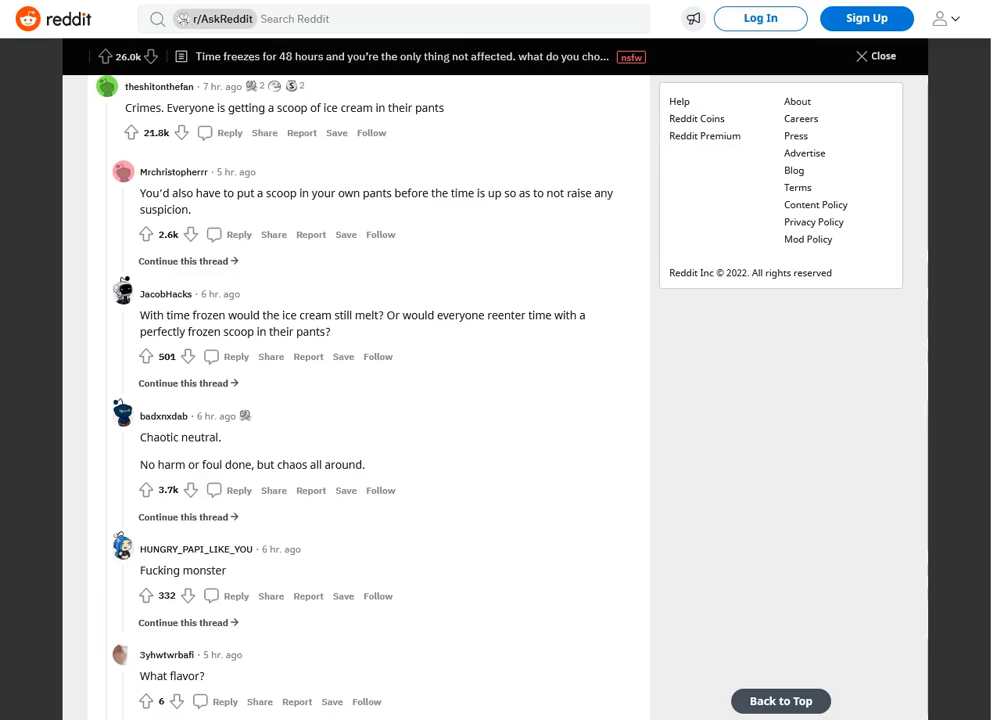 reddit
r/AskReddit Search Reddit
Log In
Sign Up
26.0k Time freezes for 48 hours and you’re the only thing not affected. what do you cho... nsfw
Close
theshitonthefan · 7 hr. ago 2 2
Crimes. Everyone is getting a scoop of ice cream in their pants
21.8k Reply Share Report Save Follow
Mrchristopherrr · 5 hr. ago
You’d also have to put a scoop in your own pants before the time is up so as to not raise any
suspicion.
2.6k Reply Share Report Save Follow
Continue this thread
JacobHacks · 6 hr. ago
With time frozen would the ice cream still melt? Or would everyone reenter time with a
perfectly frozen scoop in their pants?
501 Reply Share Report Save Follow
Continue this thread
badxnxdab · 6 hr. ago
Chaotic neutral.
No harm or foul done, but chaos all around.
3.7k Reply Share Report Save Follow
Continue this thread
HUNGRY_PAPI_LIKE_YOU · 6 hr. ago
Fucking monster
332 Reply Share Report Save Follow
Continue this thread
3yhwtwrbafi · 5 hr. ago
What flavor?
6 Reply Share Report Save Follow
Help
Reddit Coins
Reddit Premium
About
Careers
Press
Advertise
Blog
Terms
Content Policy
Privacy Policy
Mod Policy
Reddit Inc © 2022. All rights reserved
Back to Top